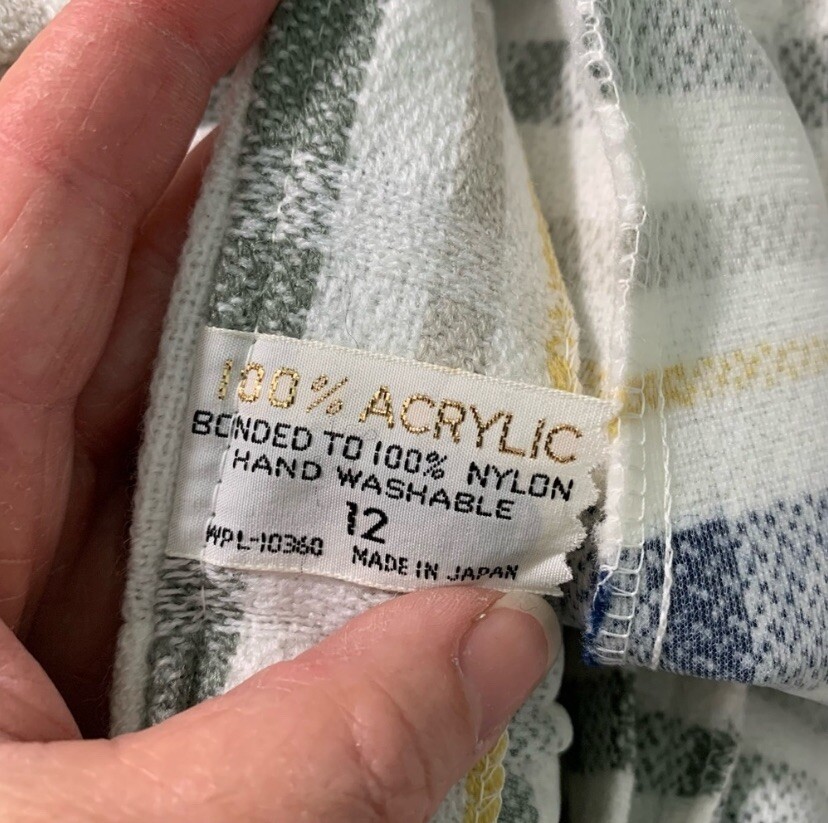 100% ACRYLIC
BONDED TO 100% NYLON
HAND WASHABLE
12
WPL-10360 MADE IN JAPAN